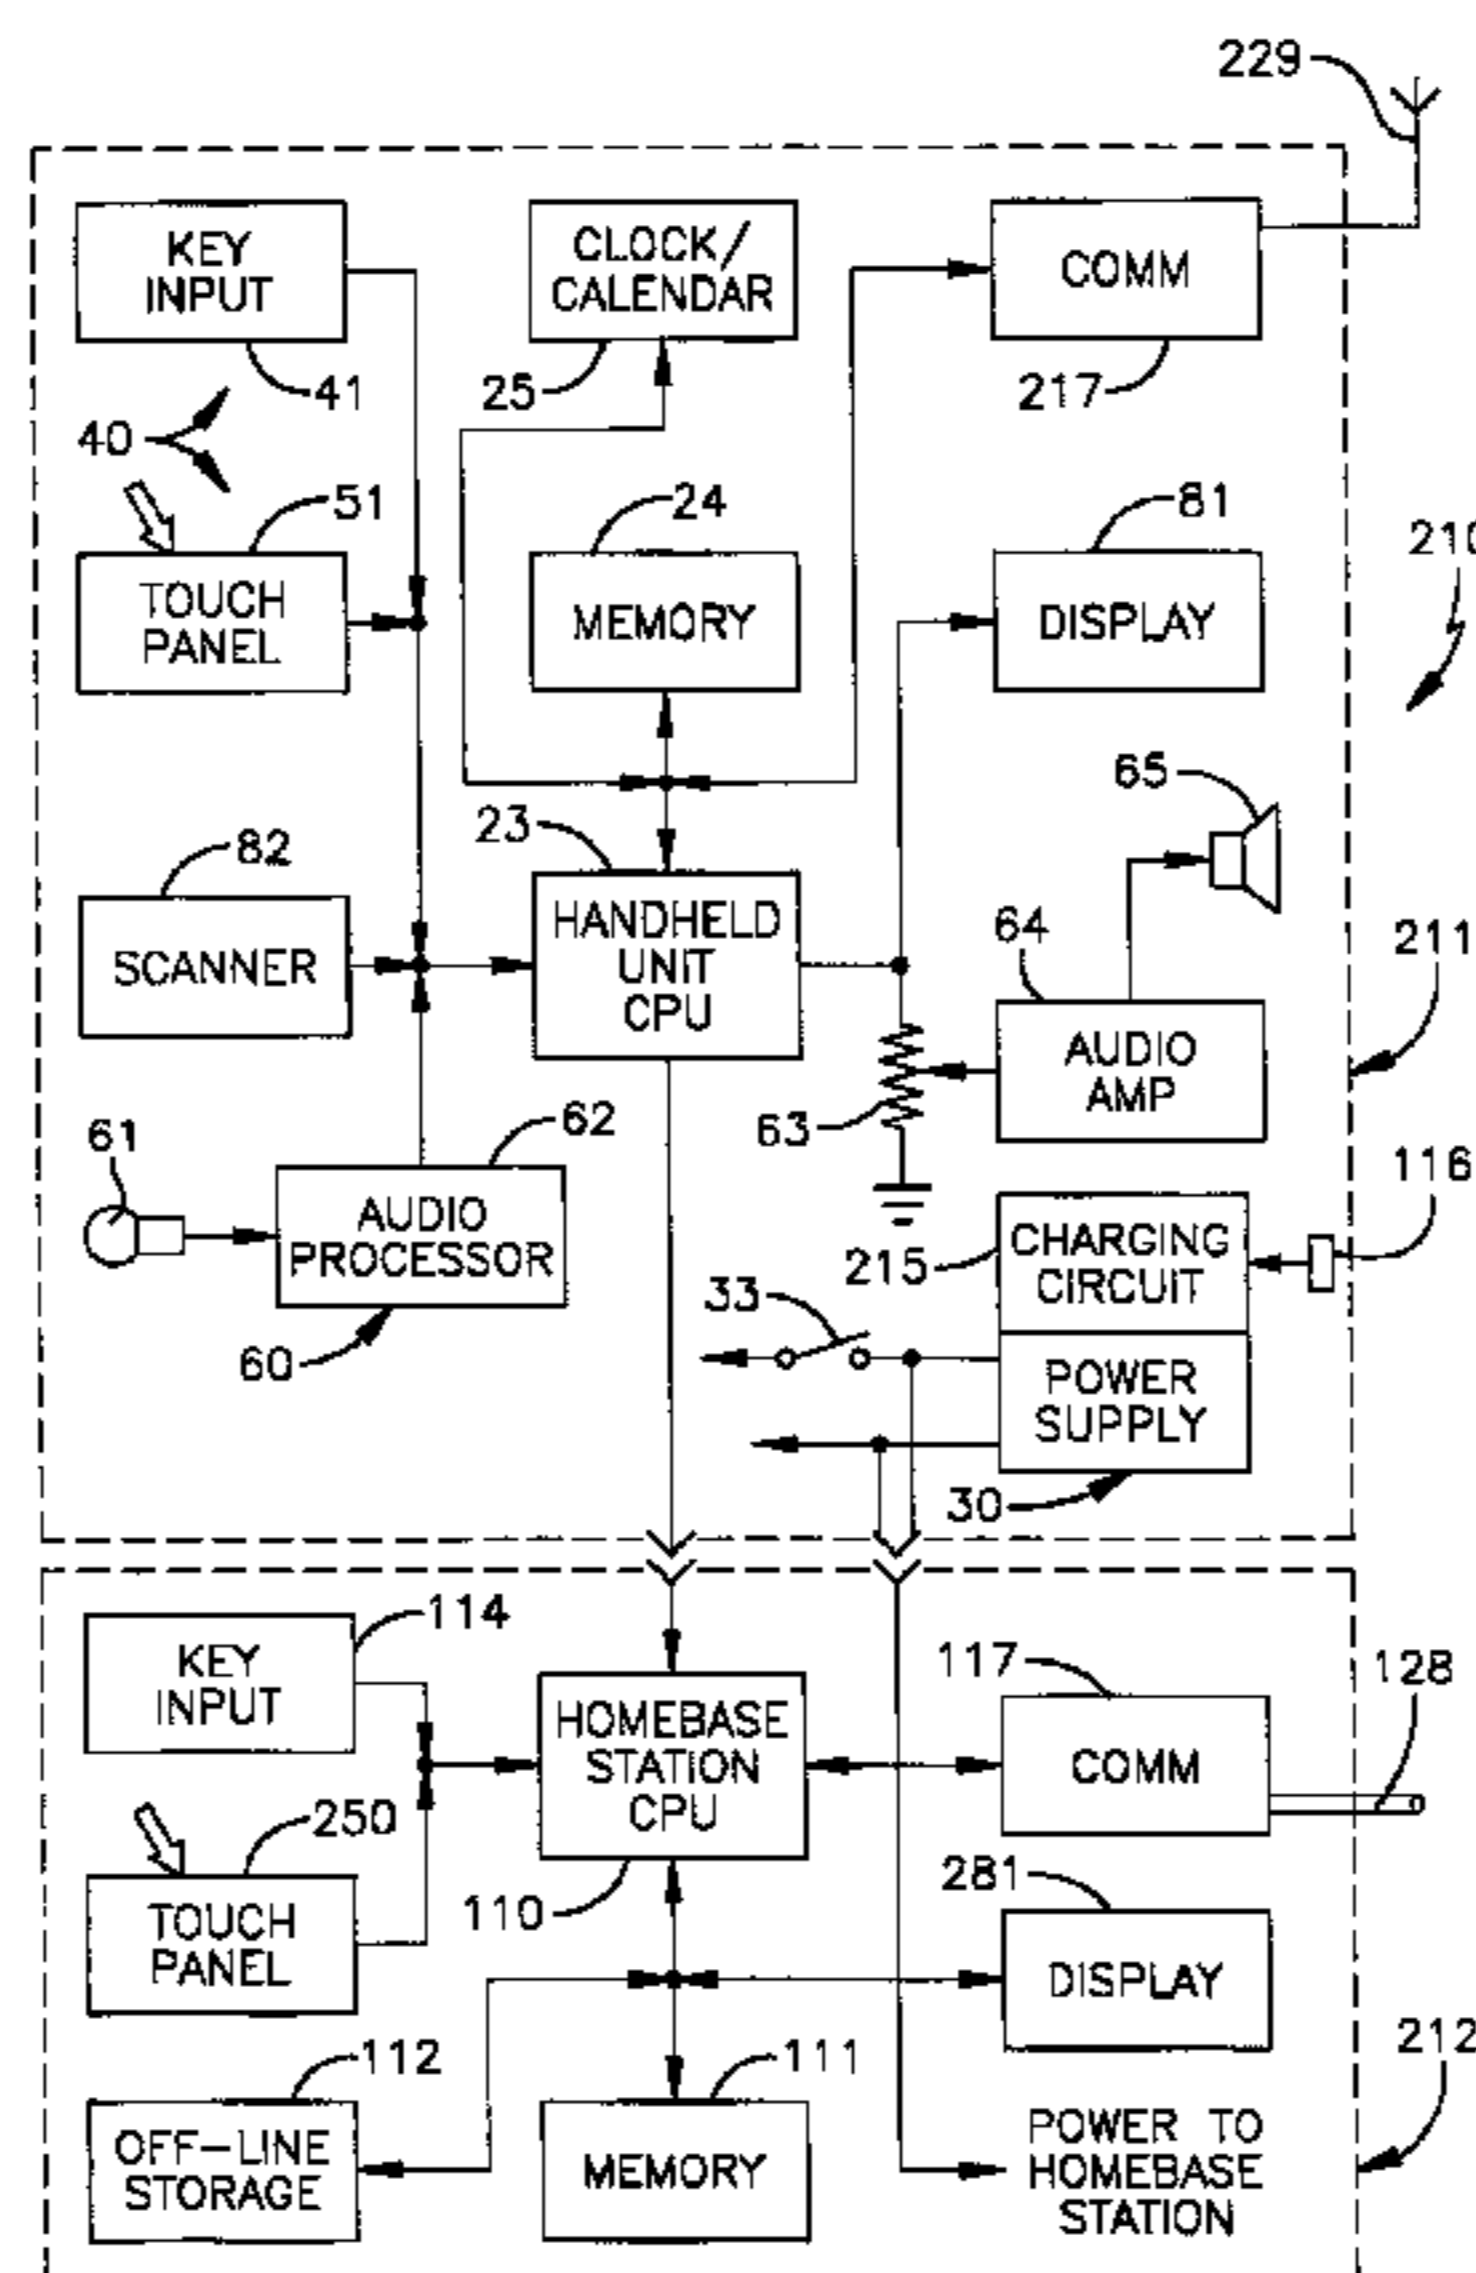 229
KEY
INPUT
CLOCK/
CALENDAR
COMM
41
25
217
40
51
24
81
210
TOUCH
PANEL
MEMORY
DISPLAY
65
23
82
HANDHELD
UNIT
CPU
SCANNER
64
211
AUDIO
AMP
63
61
62
116
AUDIO
PROCESSOR
CHARGING
CIRCUIT
215
33
60
POWER
SUPPLY
30
114
KEY
INPUT
117
128
HOMEBASE
STATION
CPU
COMM
250
110
281
TOUCH
PANEL
DISPLAY
112
111
212
OFF-LINE
STORAGE
MEMORY
POWER TO
HOMEBASE
STATION